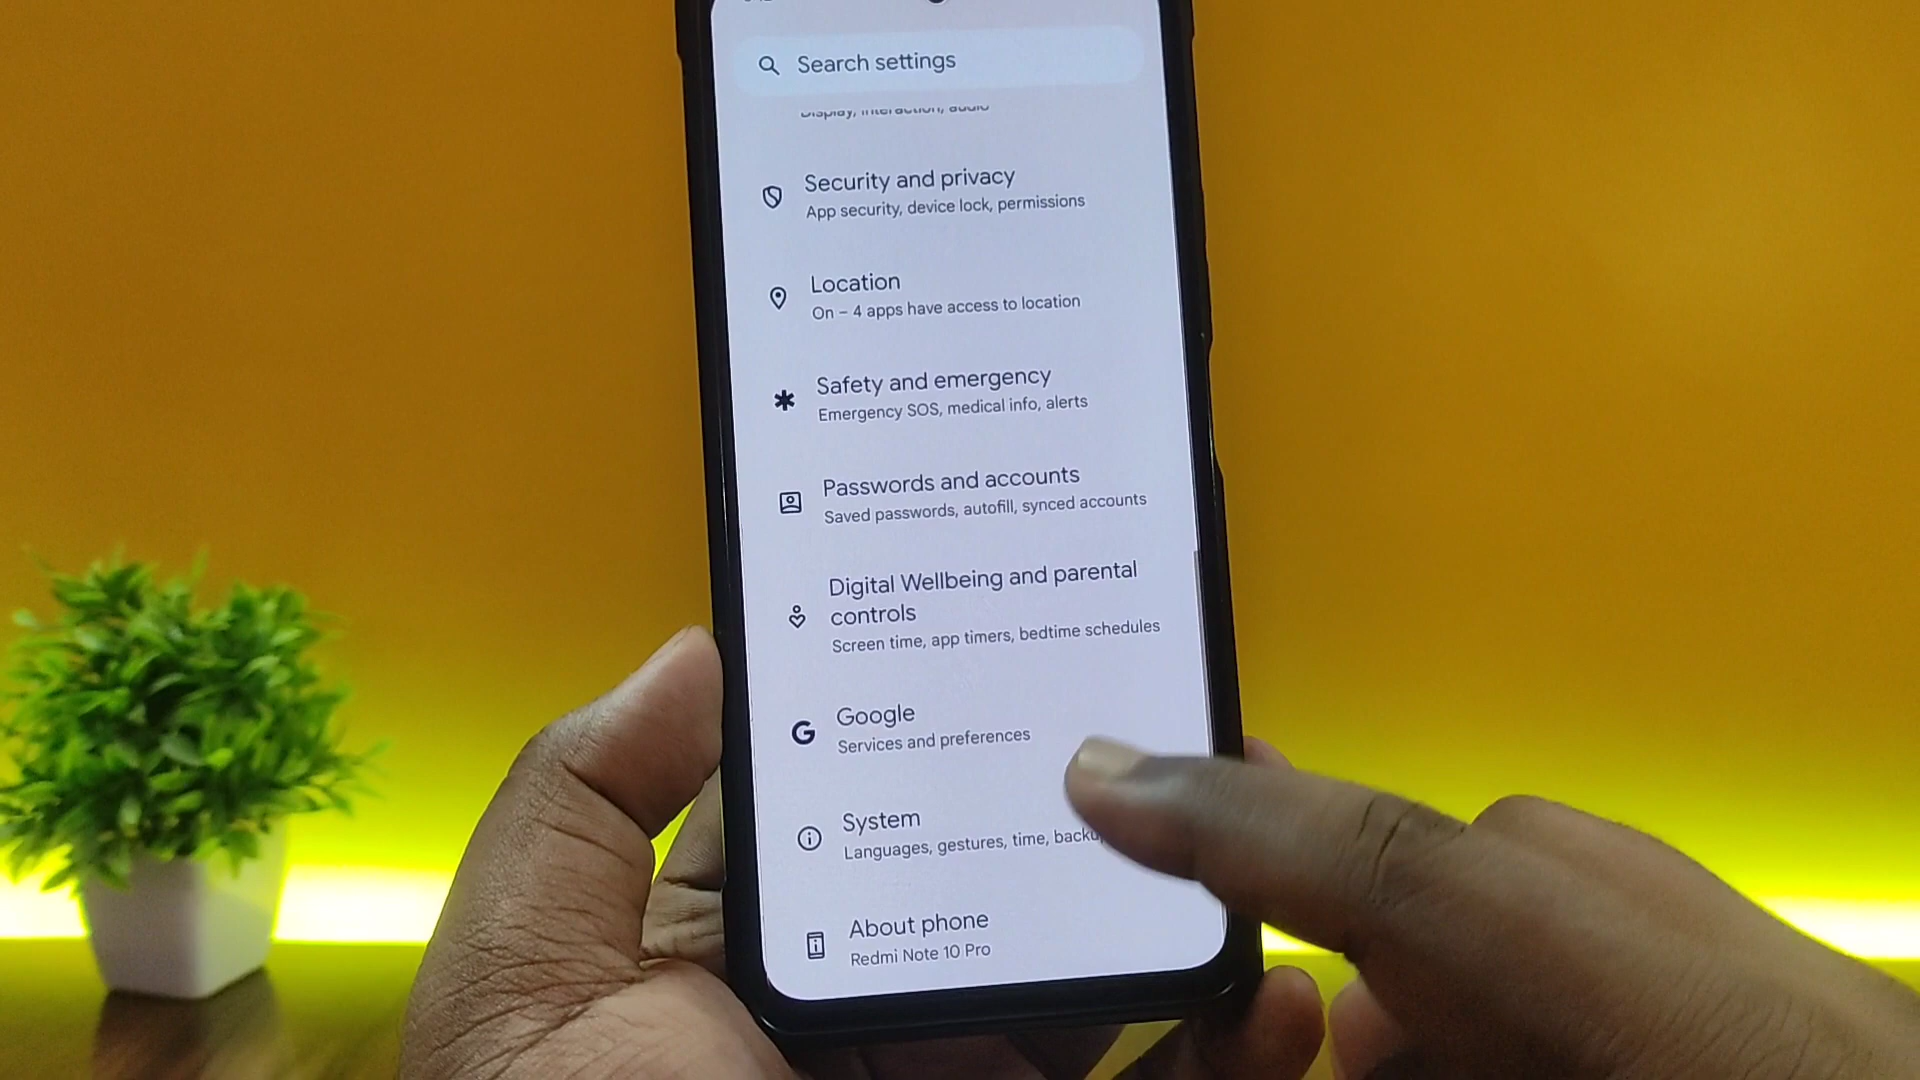 Search settings
Display, interaction, audio
Security and privacy
App security, device lock, permissions
Location
On – 4 apps have access to location
Safety and emergency
Emergency SOS, medical info, alerts
Passwords and accounts
Saved passwords, autofill, synced accounts
Digital Wellbeing and parental
controls
Screen time, app timers, bedtime schedules
Google
Services and preferences
System
Languages, gestures, time,
About phone
Redmi Note 10 Pro